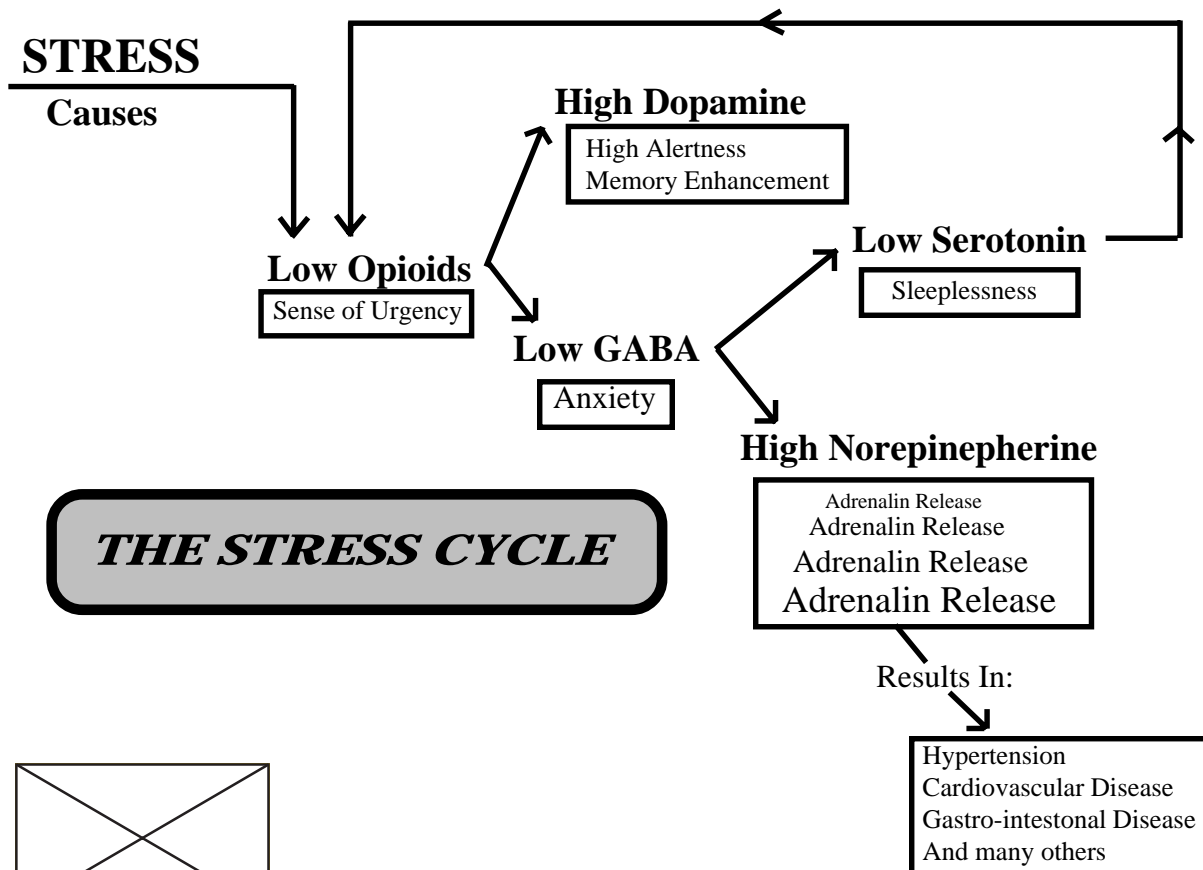 STRESS
Causes
High Dopamine
High Alertness
Memory Enhancement
Low Opioids
Sense of Urgency
Low Serotonin
Sleeplessness
Low GABA
Anxiety
High Norepinepherine
Adrenalin Release
Adrenalin Release
Adrenalin Release
Adrenalin Release
THE STRESS CYCLE
Results In:
Hypertension
Cardiovascular Disease
Gastro-intestonal Disease
And many others